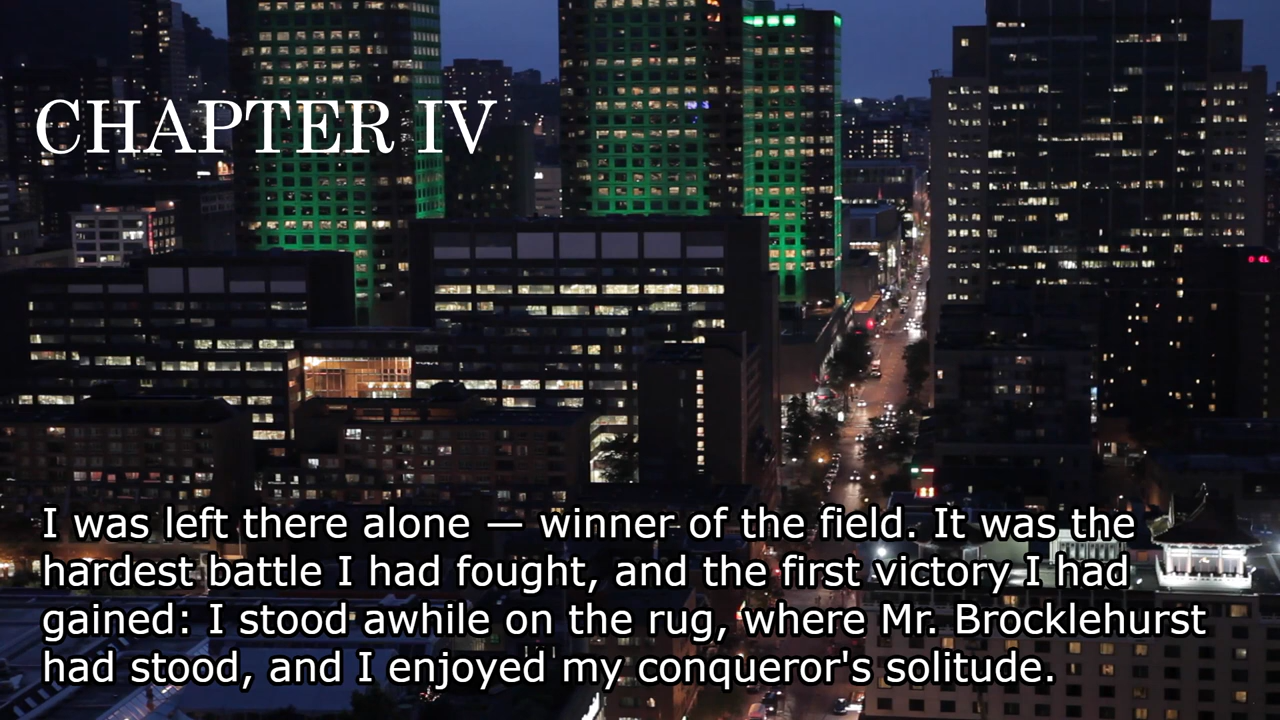 CHAPTER IV
I was left there alone — winner of the field. It was the
hardest battle I had fought, and the first victory I had
gained: I stood awhile on the rug, where Mr. Brocklehurst
had stood, and I enjoyed my conqueror's solitude.